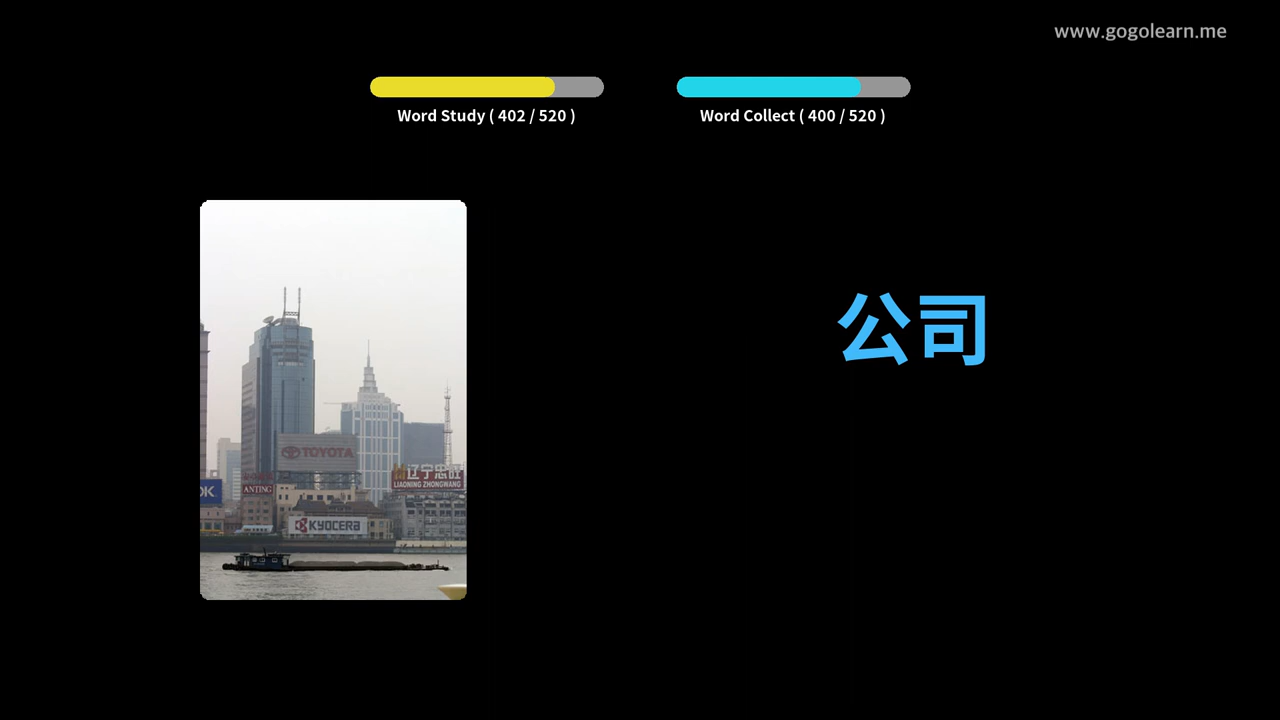 www.gogolearn.me
Word Study ( 402 / 520 )
Word Collect ( 400 / 520 )
公司
TOYOTA
辽宁忠旺
LIAONING ZHONGWANG
OK
ANTING
KYOCERA